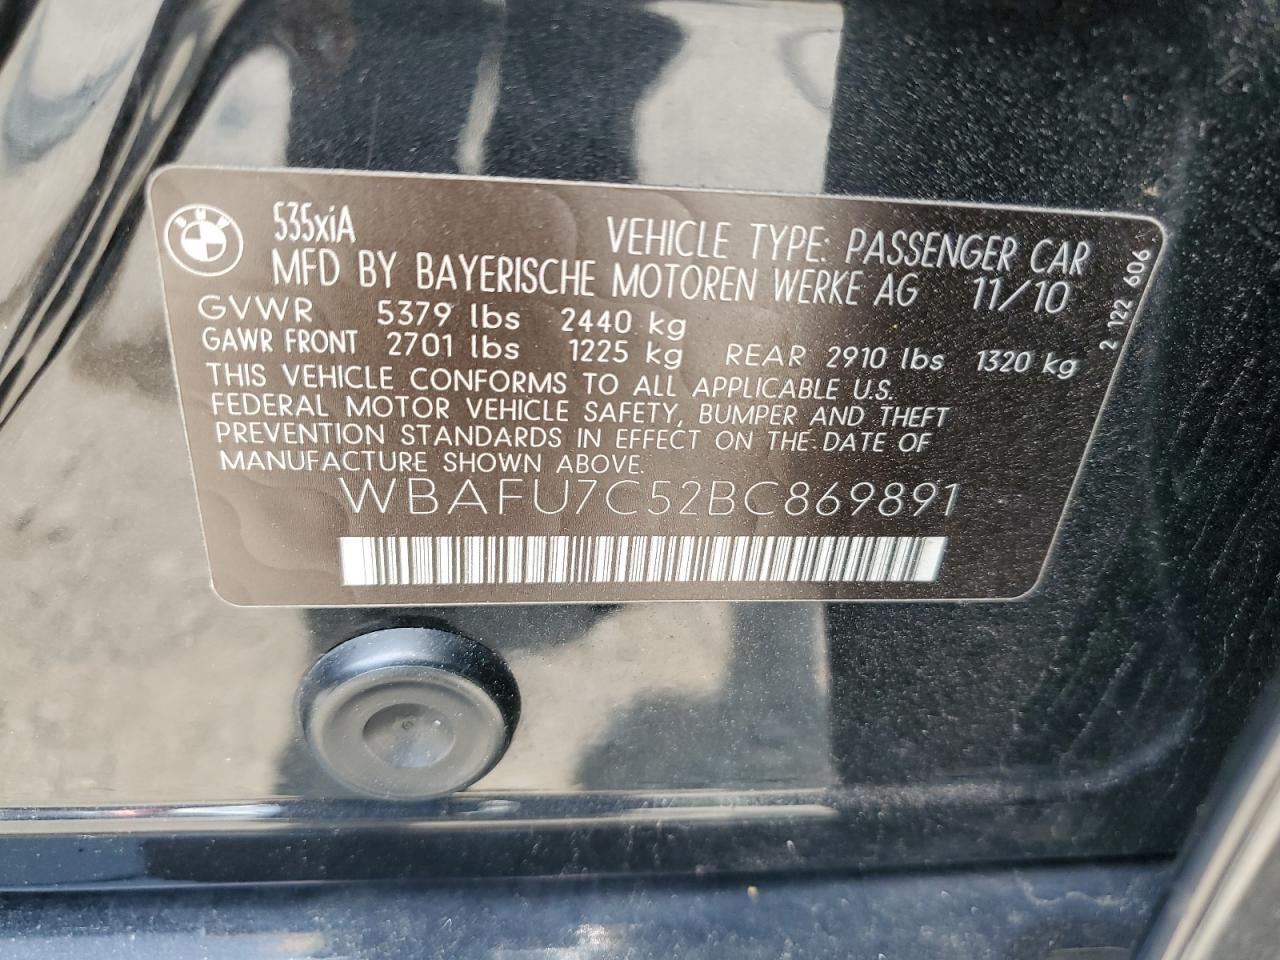 BMW
535xiA
VEHICLE TYPE: PASSENGER CAR
MFD BY BAYERISCHE MOTOREN WERKE AG 11/10
GVWR 5379 lbs 2440 kg
GAWR FRONT 2701 lbs 1225 kg REAR 2910 lbs 1320 kg
THIS VEHICLE CONFORMS TO ALL APPLICABLE U.S.
FEDERAL MOTOR VEHICLE SAFETY, BUMPER AND THEFT
PREVENTION STANDARDS IN EFFECT ON THE DATE OF
MANUFACTURE SHOWN ABOVE.
WBAFU7C52BC869891
2 122 606